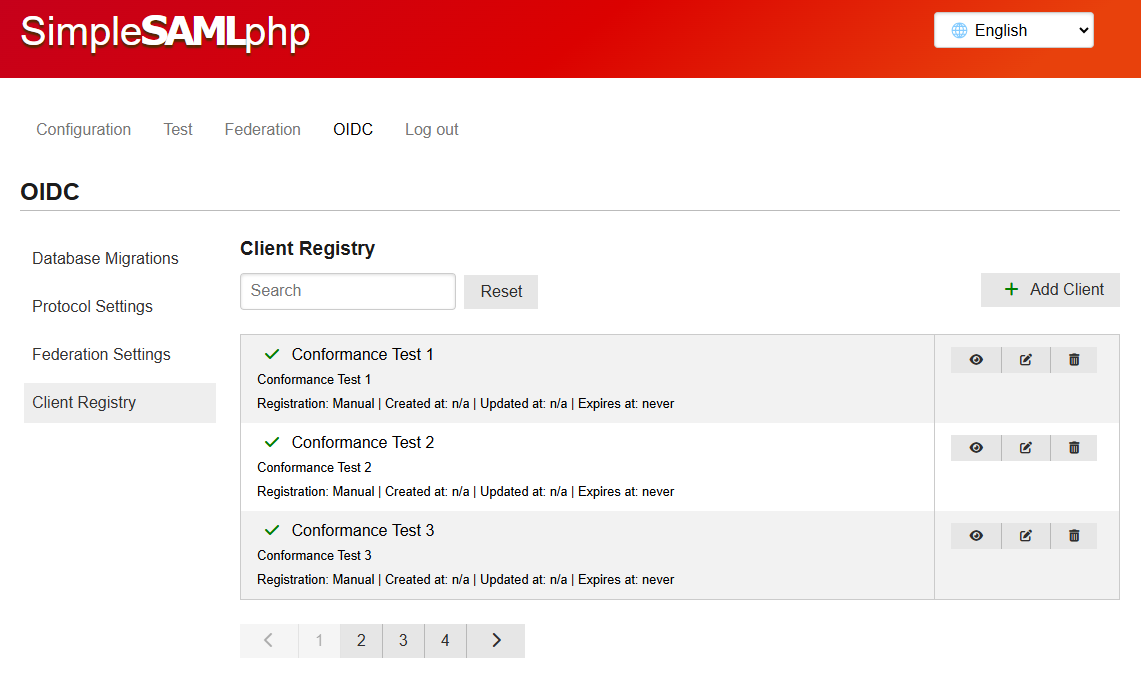 SimpleSAMLphp
English
Configuration Test Federation OIDC Log out
OIDC
Database Migrations
Protocol Settings
Federation Settings
Client Registry
Client Registry
Search Reset Add Client
Conformance Test 1
Conformance Test 1
Registration: Manual | Created at: n/a | Updated at: n/a | Expires at: never
Conformance Test 2
Conformance Test 2
Registration: Manual | Created at: n/a | Updated at: n/a | Expires at: never
Conformance Test 3
Conformance Test 3
Registration: Manual | Created at: n/a | Updated at: n/a | Expires at: never
1 2 3 4